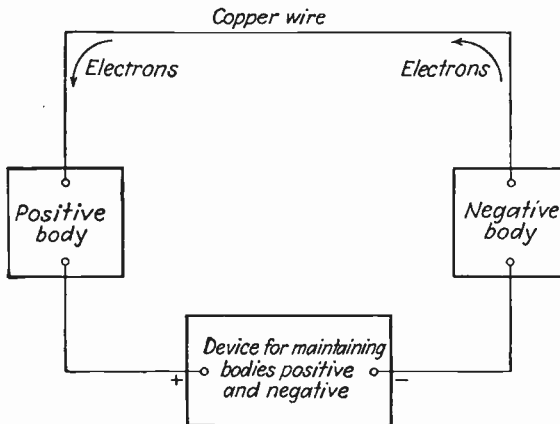 Copper wire
Electrons
Electrons
Positive
body
Negative
body
Device for maintaining
bodies positive
and negative
+
−